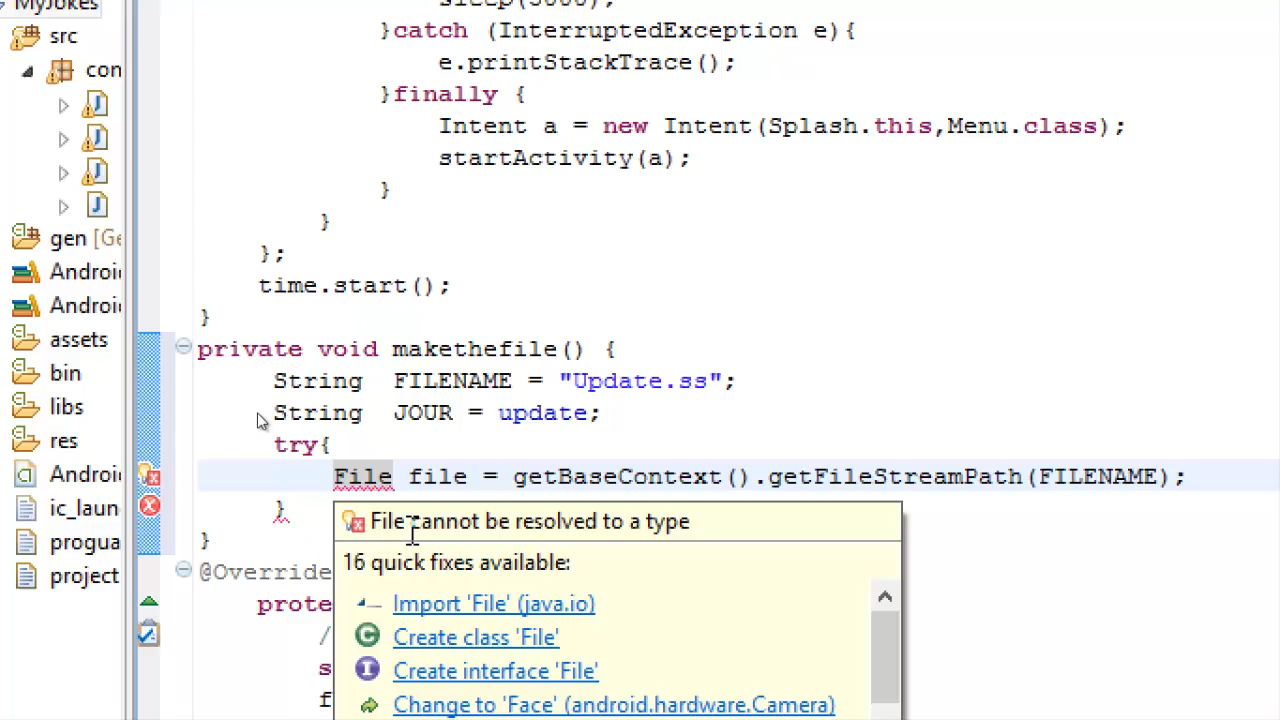 MyJokes
src
con
gen [Ge
Androi
Androi
assets
bin
libs
res
Androi
ic_laun
progua
project
sleep(5000);
}catch (InterruptedException e){
e.printStackTrace();
}finally {
Intent a = new Intent(Splash.this,Menu.class);
startActivity(a);
}
}
};
time.start();
}
private void makethefile() {
String FILENAME = "Update.ss";
String JOUR = update;
try{
File file = getBaseContext().getFileStreamPath(FILENAME);
}
}
@Override
prote
/
s
f
File cannot be resolved to a type
16 quick fixes available:
Import 'File' (java.io)
Create class 'File'
Create interface 'File'
Change to 'Face' (android.hardware.Camera)